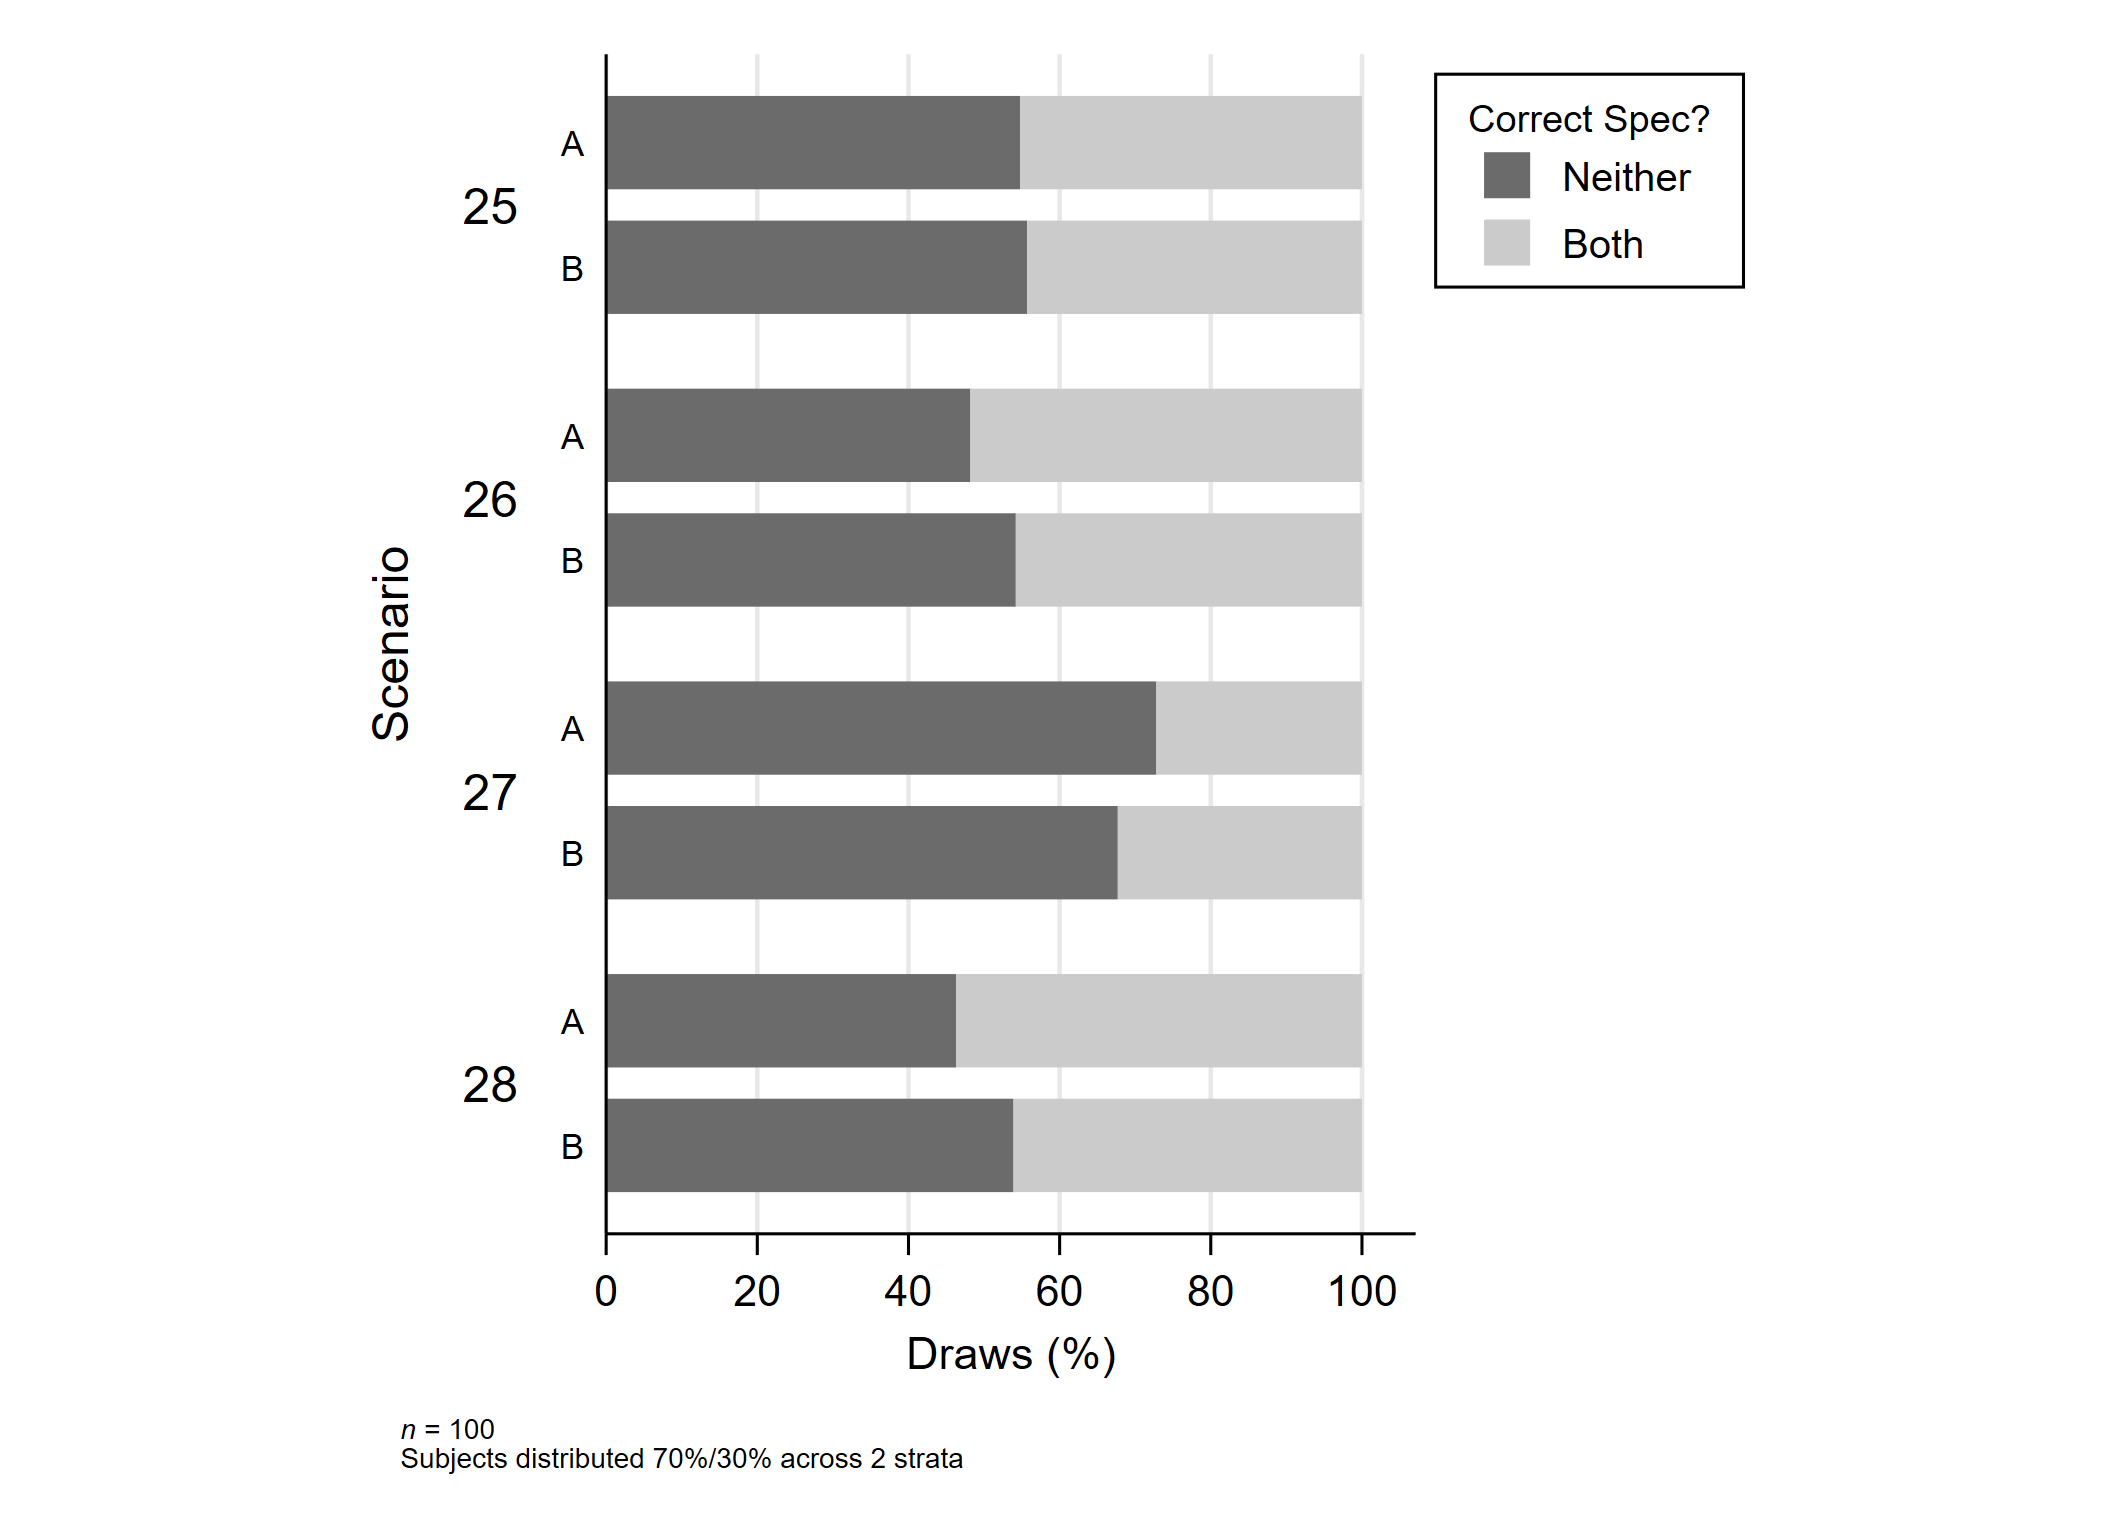 Correct Spec?
Neither
Both
Scenario
25
A
B
26
A
B
27
A
B
28
A
B
0 20 40 60 80 100
Draws (%)
n = 100
Subjects distributed 70%/30% across 2 strata